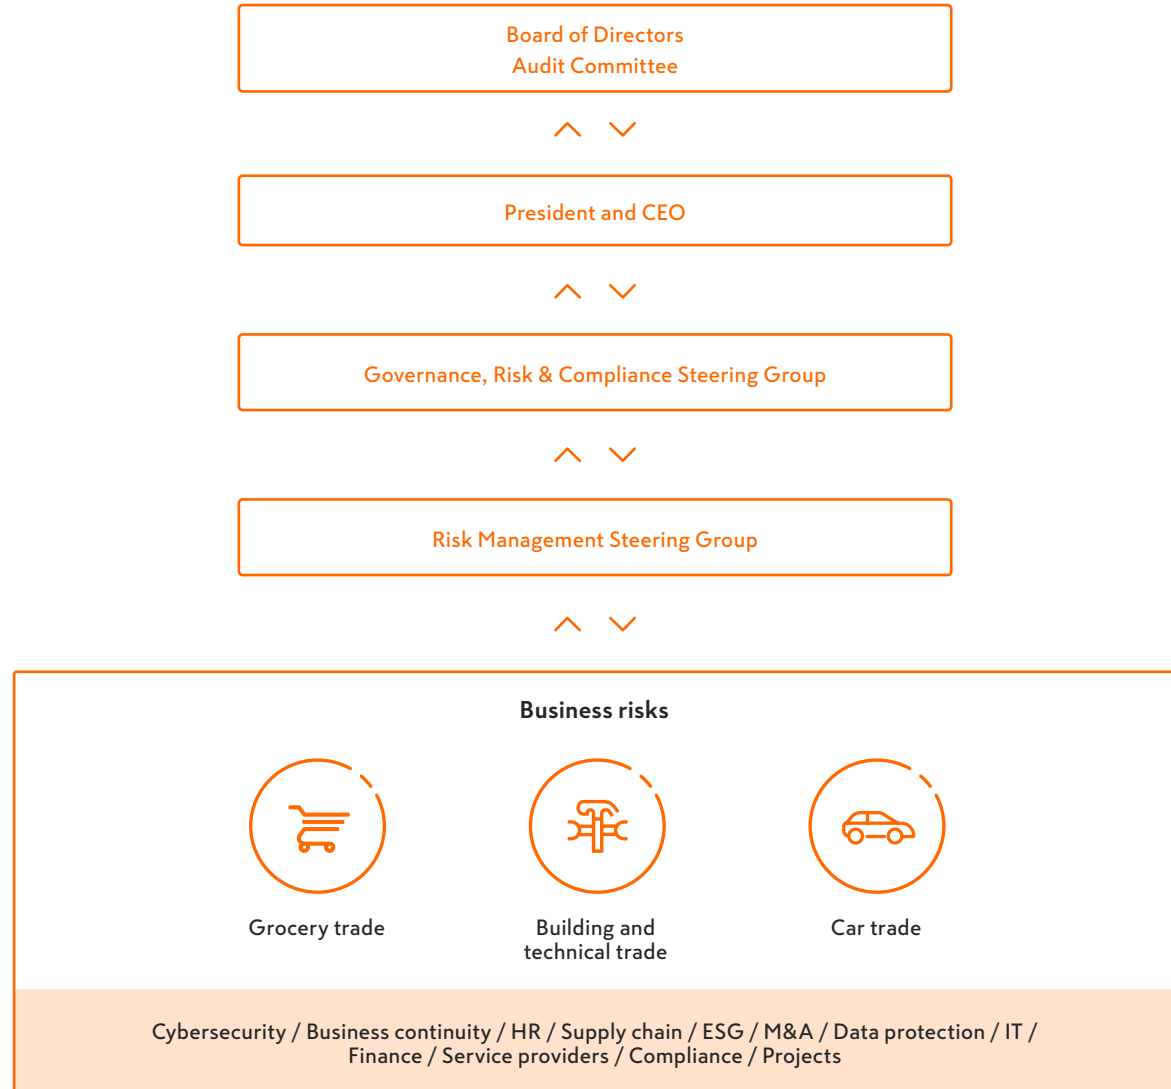 Board of Directors
Audit Committee
President and CEO
Governance, Risk & Compliance Steering Group
Risk Management Steering Group
Business risks
Grocery trade
Building and
technical trade
Car trade
Cybersecurity / Business continuity / HR / Supply chain / ESG / M&A / Data protection / IT /
Finance / Service providers / Compliance / Projects